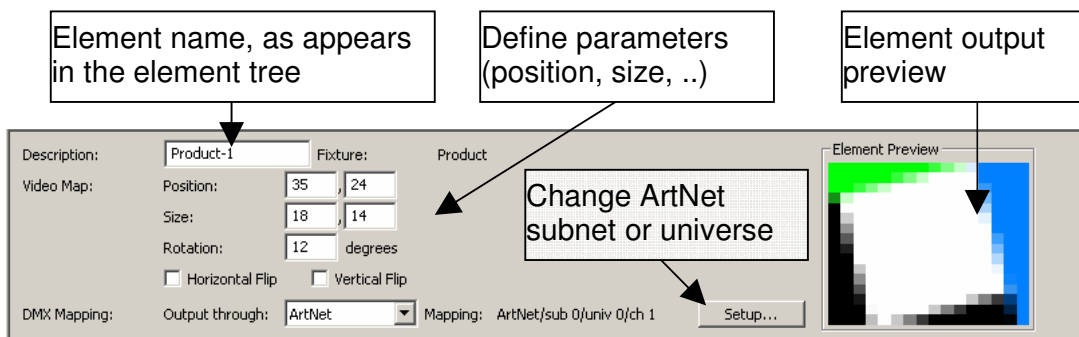 Element name, as appears
in the element tree
Define parameters
(position, size, ..)
Element output
preview
Description:
Product-1
Fixture:
Product
Element Preview
Video Map:
Position:
35 , 24
Size:
18 , 14
Rotation:
12 degrees
Change ArtNet
subnet or universe
Horizontal Flip
Vertical Flip
DMX Mapping:
Output through:
ArtNet
Mapping:
ArtNet/sub 0/univ 0/ch 1
Setup...